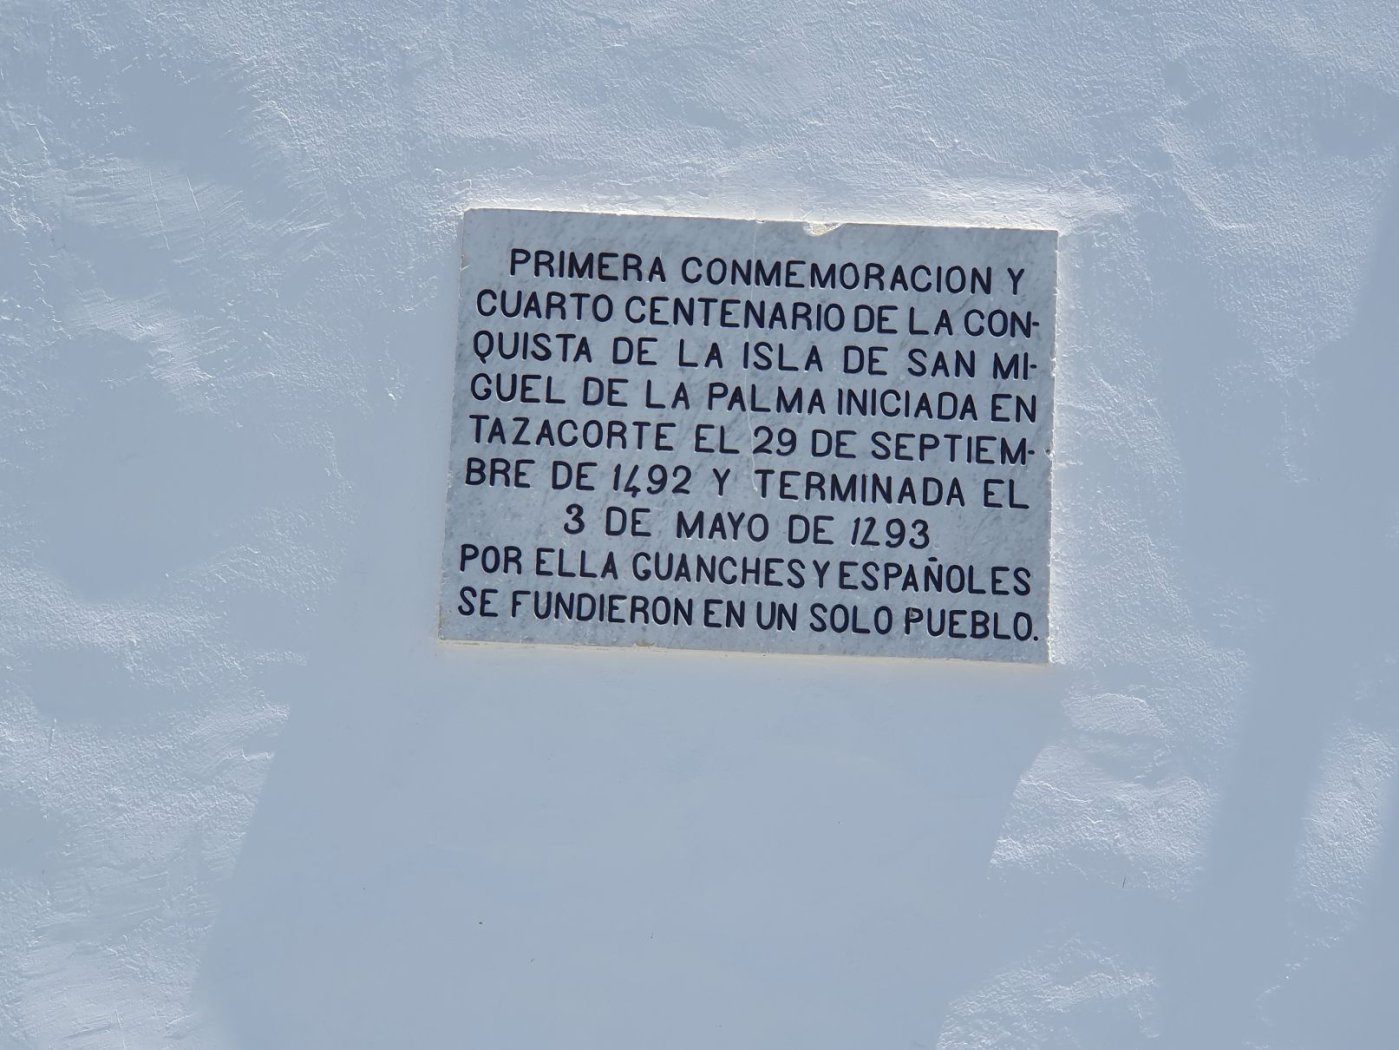 PRIMERA CONMEMORACION Y
CUARTO CENTENARIO DE LA CON-
QUISTA DE LA ISLA DE SAN MI-
GUEL DE LA PALMA INICIADA EN
TAZACORTE EL 29 DE SEPTIEM-
BRE DE 1492 Y TERMINADA EL
3 DE MAYO DE 1293
POR ELLA GUANCHES Y ESPAÑOLES
SE FUNDIERON EN UN SOLO PUEBLO.